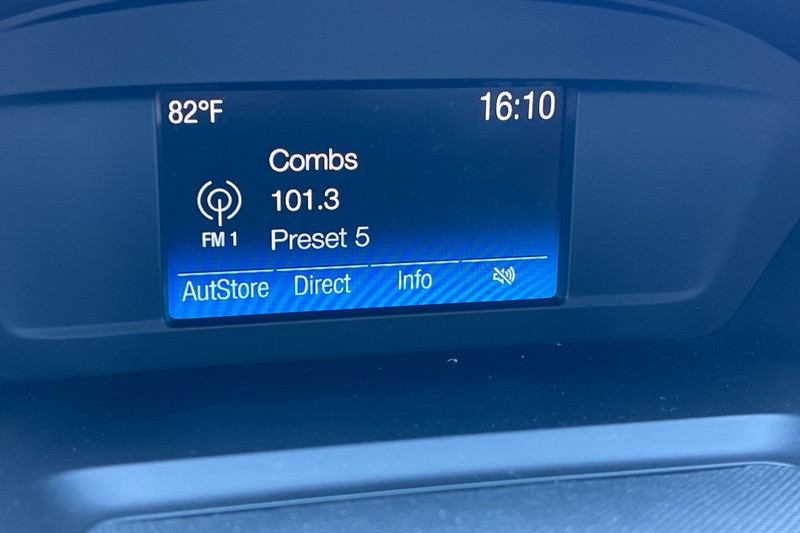 82°F 16:10
Combs
101.3
FM 1
Preset 5
AutStore Direct Info